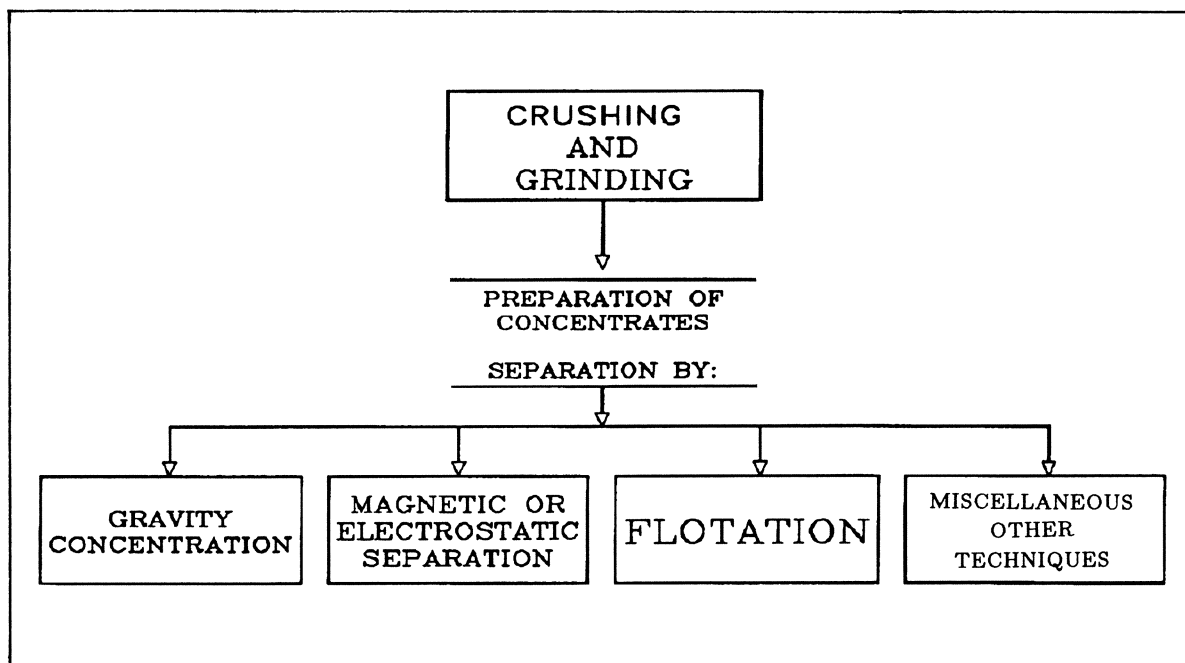 CRUSHING
AND
GRINDING
PREPARATION OF
CONCENTRATES
SEPARATION BY:
GRAVITY
CONCENTRATION
MAGNETIC OR
ELECTROSTATIC
SEPARATION
FLOTATION
MISCELLANEOUS
OTHER
TECHNIQUES